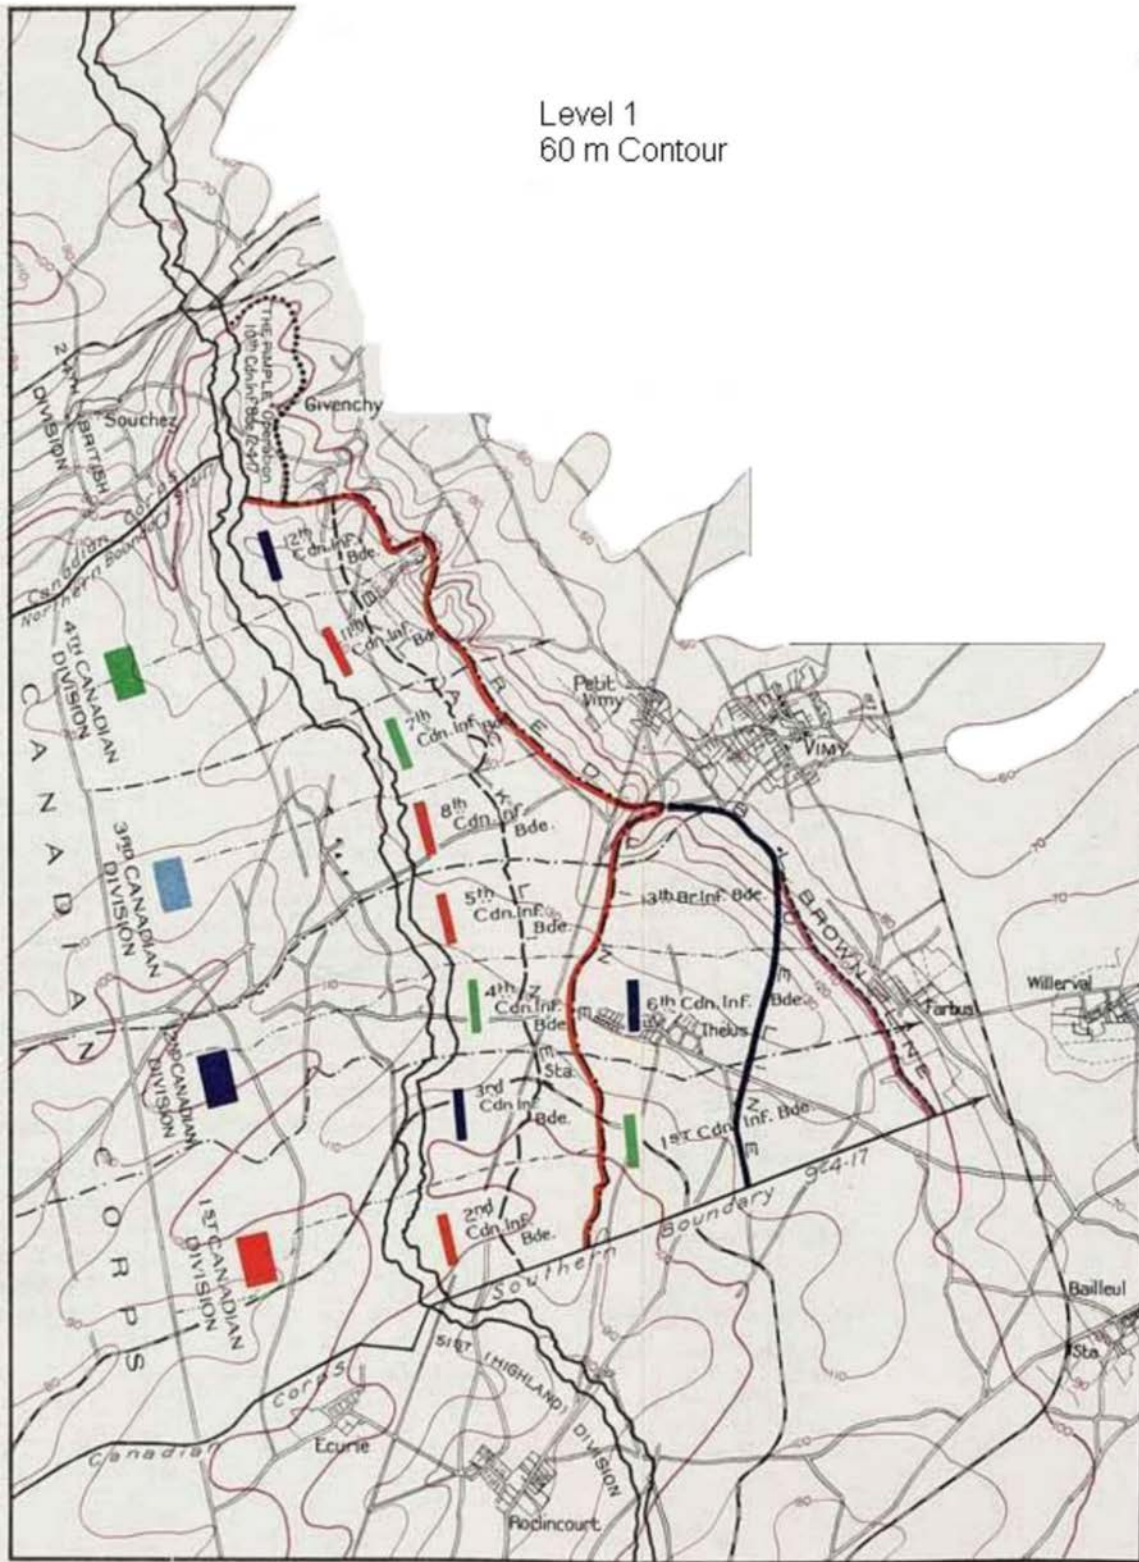 Level 1
60 m Contour
THE PIMPLE Operation
10th Cdn. Inf. Bde. 12-4-17
Givenchy
Souchez
24TH BRITISH
DIVISION
Canadian Corps
Northern Boundary
12th
Cdn. Inf.
Bde.
11th
Cdn. Inf.
Bde.
4TH CANADIAN
DIVISION
7th
Cdn. Inf. Bde.
Petit
Vimy
VIMY
RED LINE
BLACK LINE
8th
Cdn. Inf.
Bde.
3RD CANADIAN
DIVISION
5th
Cdn. Inf.
Bde.
13th Br. Inf. Bde.
BLUE LINE
BROWN LINE
4th
Cdn. Inf.
Bde.
6th Cdn. Inf. Bde.
Thelus
Farbus
Willerval
2ND CANADIAN
DIVISION
Sta.
3rd
Cdn Inf.
Bde.
1ST Cdn. Inf. Bde.
2nd
Cdn. Inf.
Bde.
1ST CANADIAN
DIVISION
CANADIAN CORPS
Southern Boundary 9-4-17
Bailleul
Sta.
51ST (HIGHLAND) DIVISION
Canadian Corps
Ecurie
Roclincourt